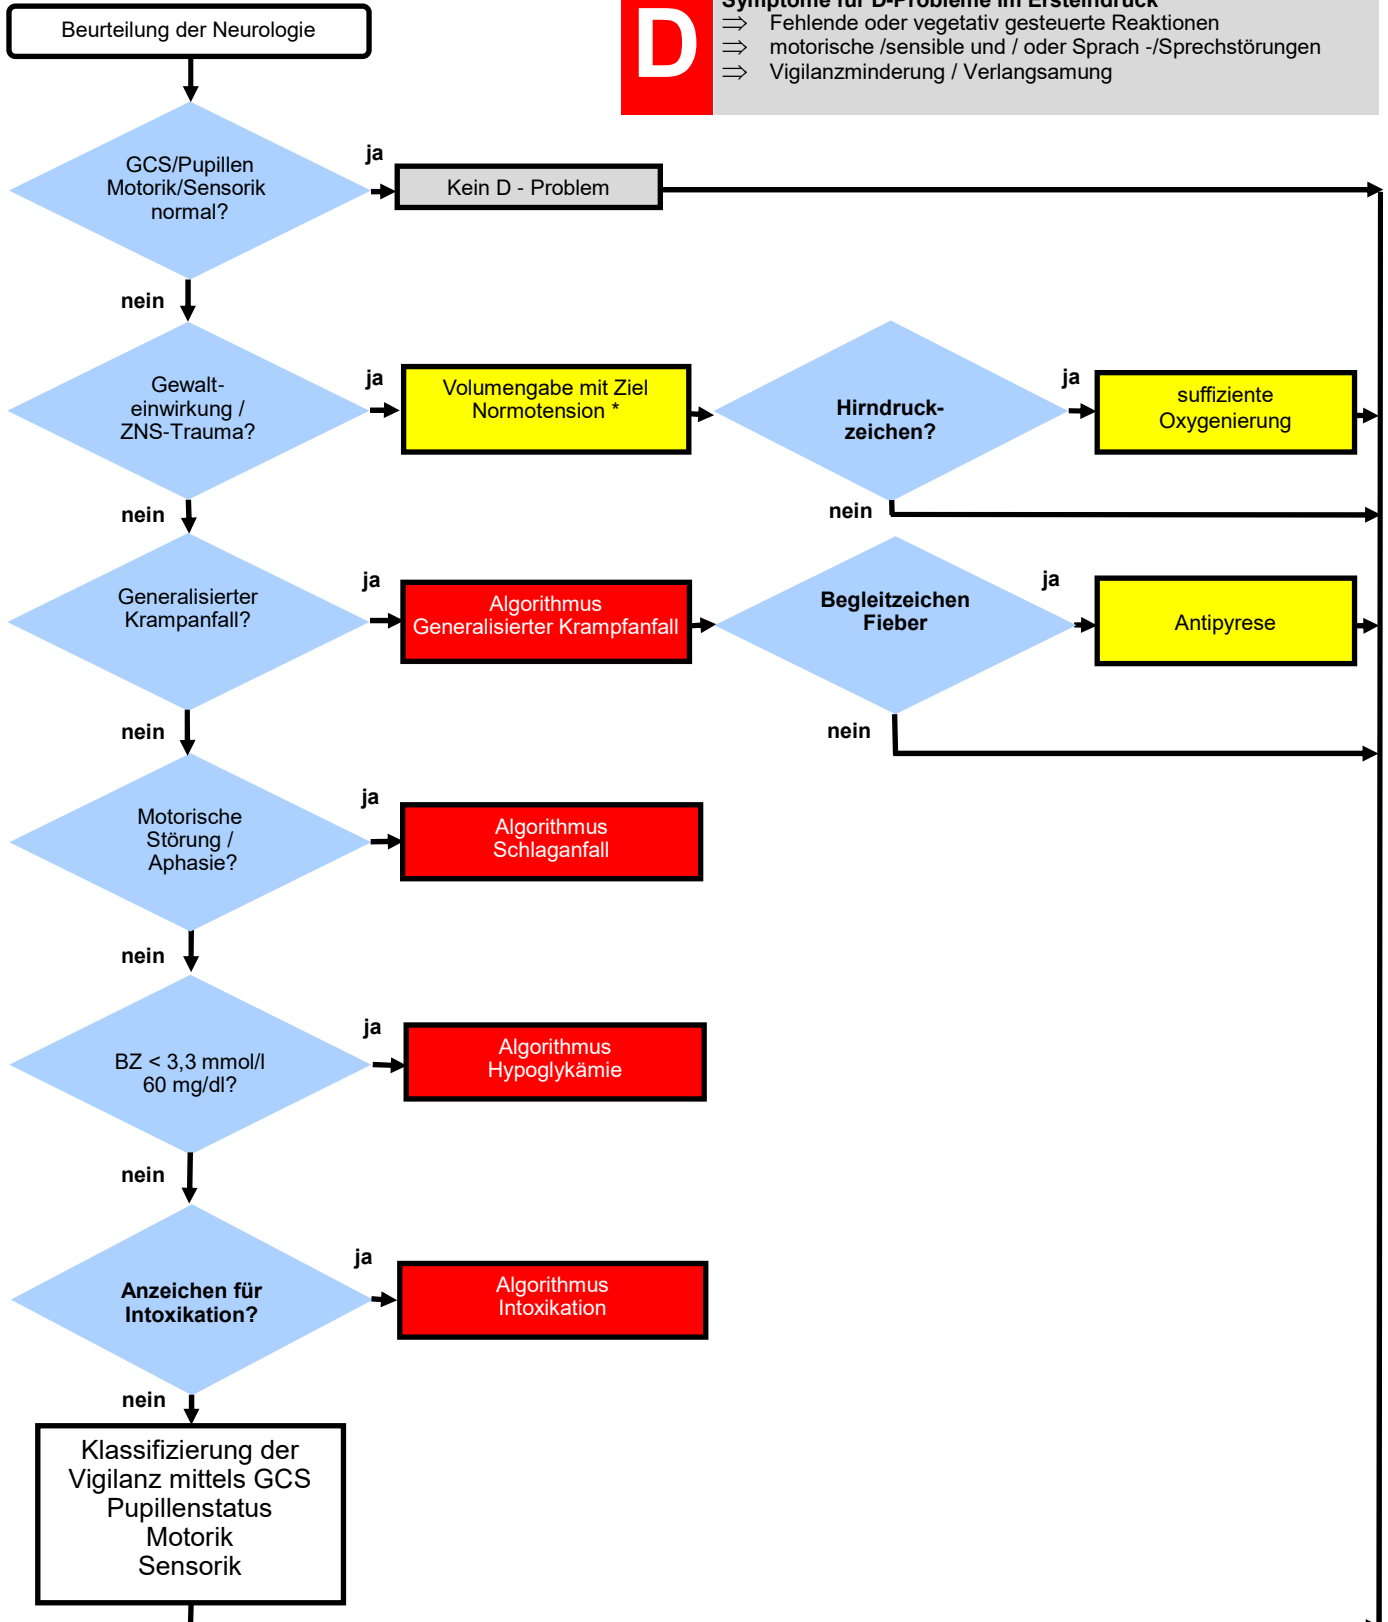 Symptome für D-Probleme im Ersteindruck
D
⇒ Fehlende oder vegetativ gesteuerte Reaktionen
⇒ motorische /sensible und / oder Sprach -/Sprechstörungen
⇒ Vigilanzminderung / Verlangsamung
Beurteilung der Neurologie
GCS/Pupillen
Motorik/Sensorik
normal?
ja
Kein D - Problem
nein
Gewalt-
einwirkung /
ZNS-Trauma?
ja
Volumengabe mit Ziel
Normotension *
Hirndruck-
zeichen?
ja
suffiziente
Oxygenierung
nein
nein
Generalisierter
Krampanfall?
ja
Algorithmus
Generalisierter Krampfanfall
Begleitzeichen
Fieber
ja
Antipyrese
nein
nein
Motorische
Störung /
Aphasie?
ja
Algorithmus
Schlaganfall
nein
BZ < 3,3 mmol/l
60 mg/dl?
ja
Algorithmus
Hypoglykämie
nein
Anzeichen für
Intoxikation?
ja
Algorithmus
Intoxikation
nein
Klassifizierung der
Vigilanz mittels GCS
Pupillenstatus
Motorik
Sensorik